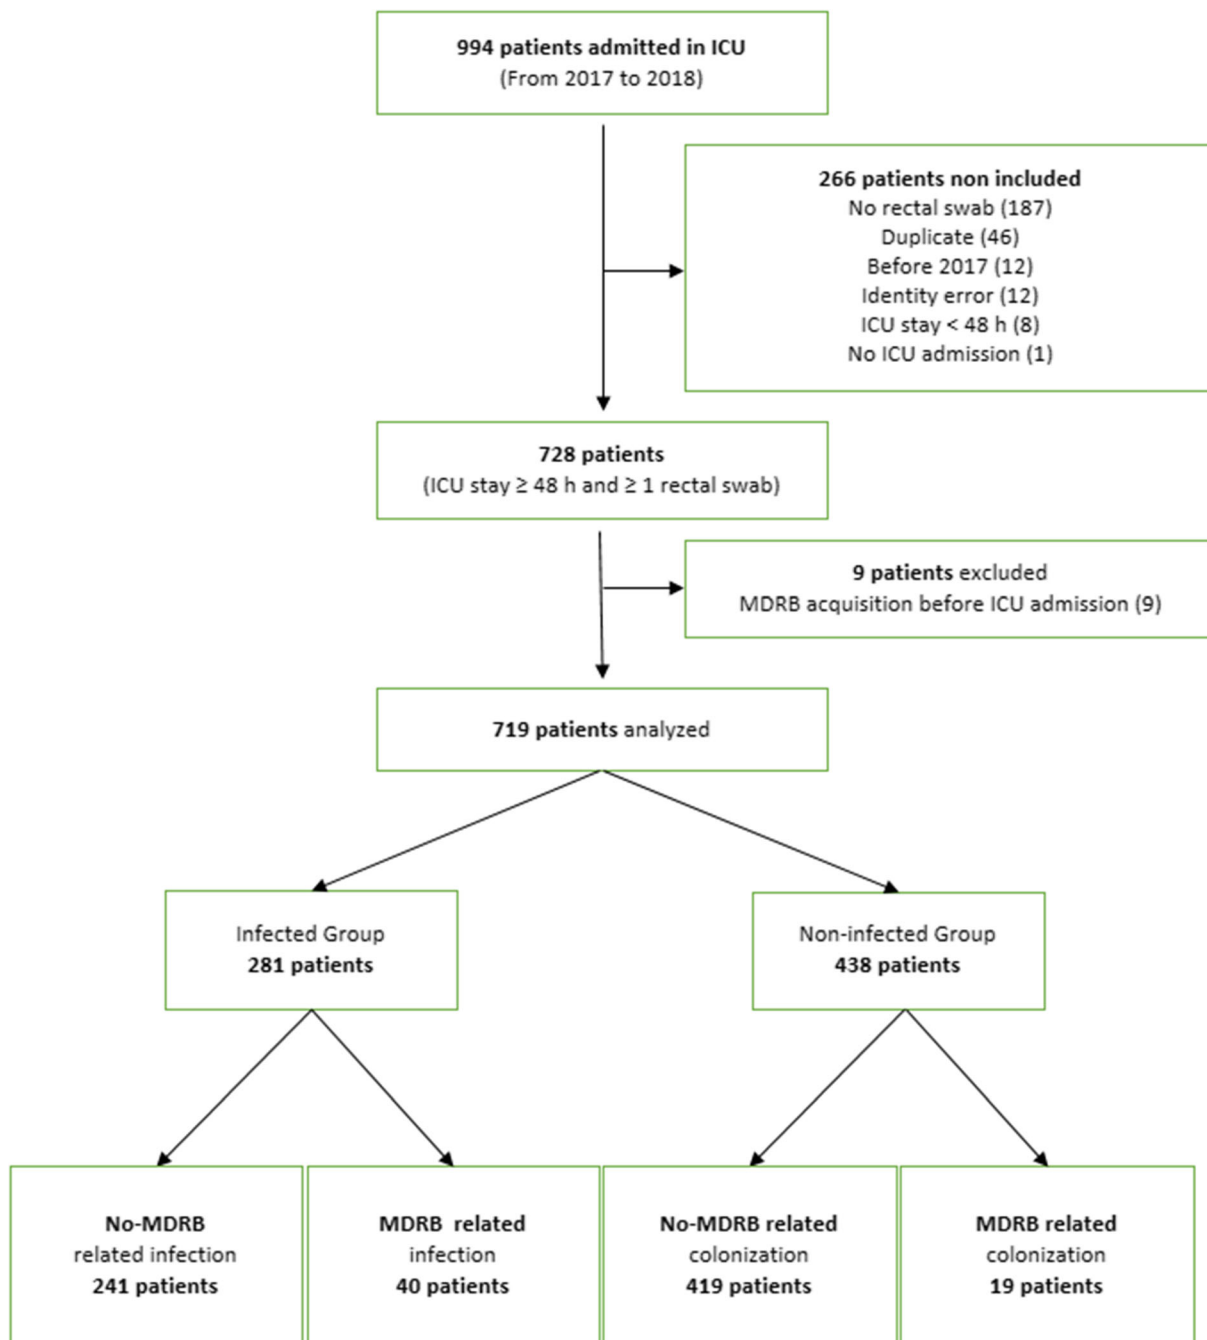 994 patients admitted in ICU
(From 2017 to 2018)
266 patients non included
No rectal swab (187)
Duplicate (46)
Before 2017 (12)
Identity error (12)
ICU stay < 48 h (8)
No ICU admission (1)
728 patients
(ICU stay ≥ 48 h and ≥ 1 rectal swab)
9 patients excluded
MDRB acquisition before ICU admission (9)
719 patients analyzed
Infected Group
281 patients
Non-infected Group
438 patients
No-MDRB
related infection
241 patients
MDRB related
infection
40 patients
No-MDRB related
colonization
419 patients
MDRB related
colonization
19 patients